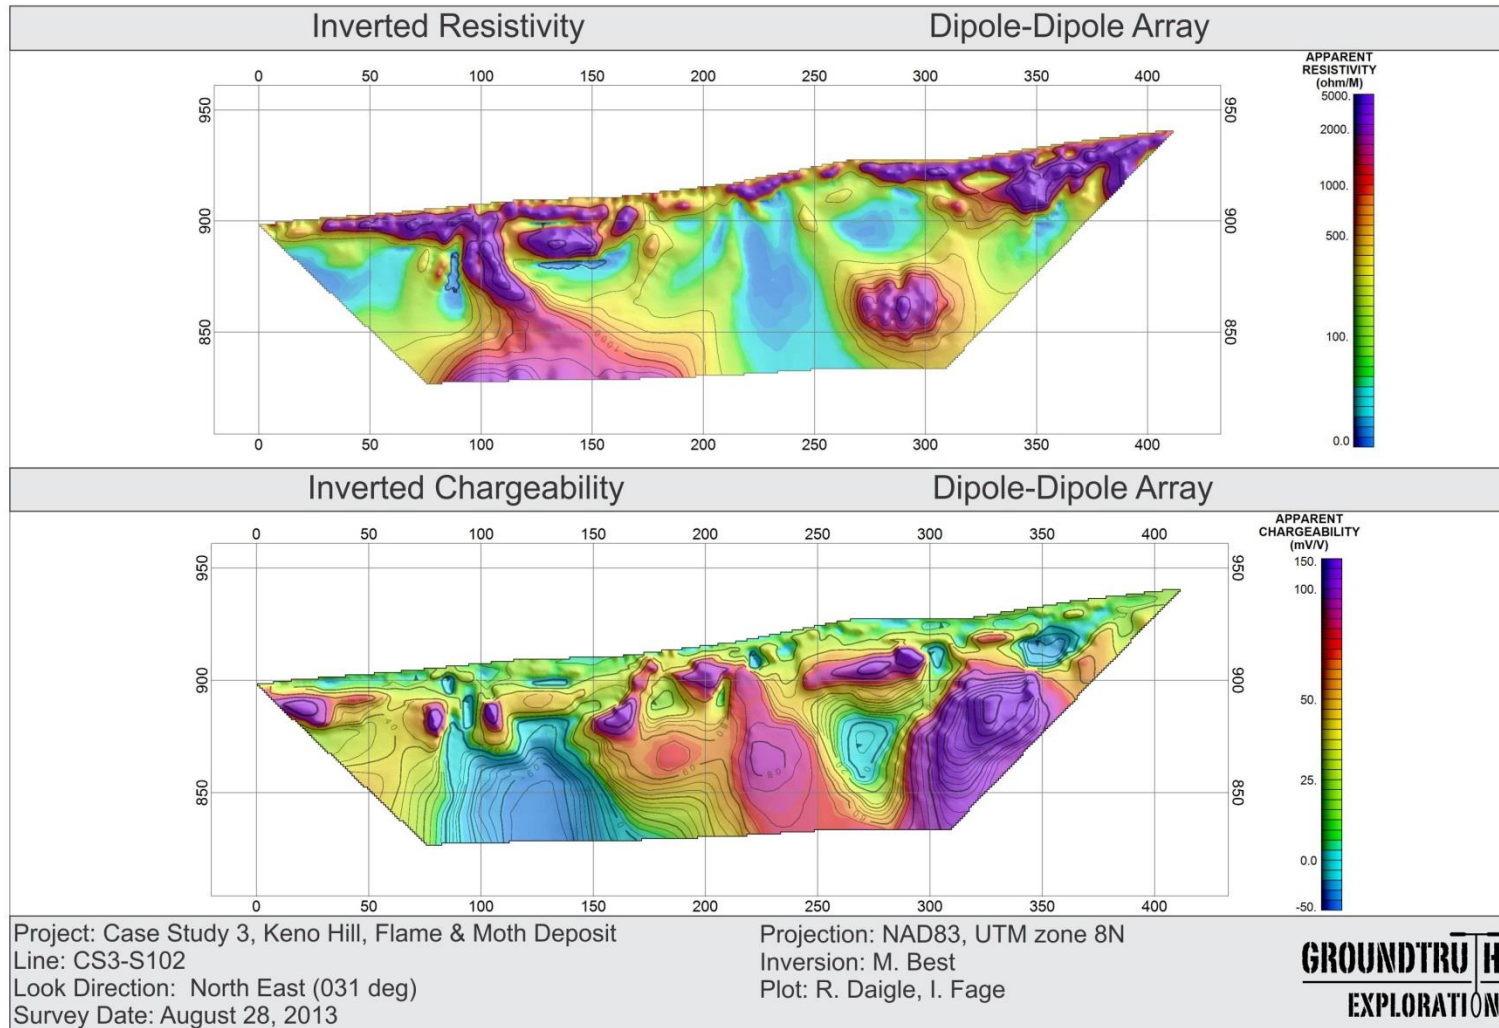 Inverted Resistivity Dipole-Dipole Array
APPARENT
RESISTIVITY
(ohm/M)
0 50 100 150 200 250 300 350 400
5000.
2000.
1000.
500.
100.
0.0
950 950
900 900
850 850
1000
0 50 100 150 200 250 300 350 400
Inverted Chargeability Dipole-Dipole Array
APPARENT
CHARGEABILITY
(mV/V)
0 50 100 150 200 250 300 350 400
150.
100.
50.
25.
0.0
-50.
950 950
900 900
850 850
0 50 100 150 200 250 300 350 400
Project: Case Study 3, Keno Hill, Flame & Moth Deposit
Line: CS3-S102
Look Direction: North East (031 deg)
Survey Date: August 28, 2013
Projection: NAD83, UTM zone 8N
Inversion: M. Best
Plot: R. Daigle, I. Fage
GROUNDTRUTH
EXPLORATION